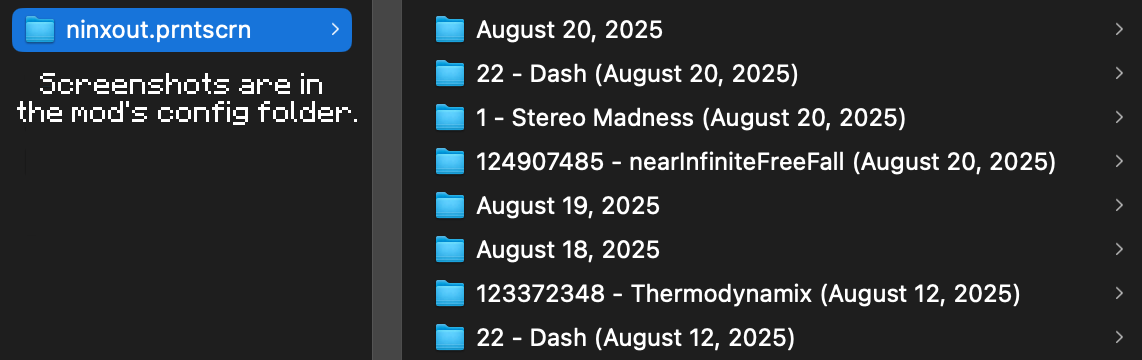 ninxout.prntscrn
Screenshots are in
the mod's config folder.
August 20, 2025
22 - Dash (August 20, 2025)
1 - Stereo Madness (August 20, 2025)
124907485 - nearInfiniteFreeFall (August 20, 2025)
August 19, 2025
August 18, 2025
123372348 - Thermodynamix (August 12, 2025)
22 - Dash (August 12, 2025)